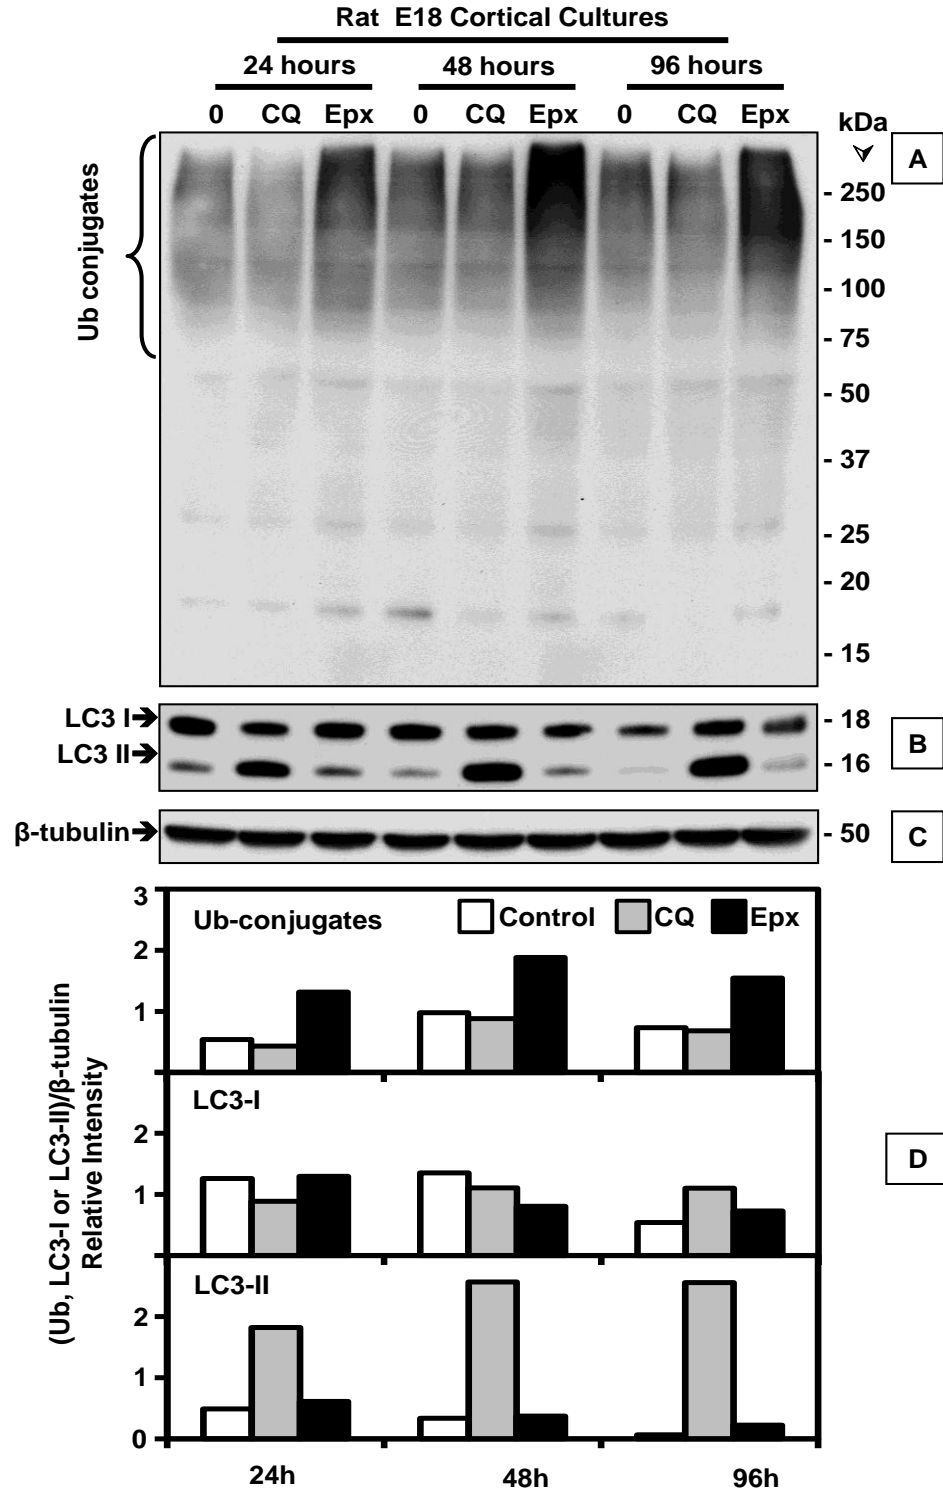 Rat E18 Cortical Cultures
24 hours 48 hours 96 hours
0 CQ Epx 0 CQ Epx 0 CQ Epx
kDa
A
Ub conjugates
- 250
- 150
- 100
- 75
- 50
- 37
- 25
- 20
- 15
LC3 I
- 18
B
LC3 II
- 16
β-tubulin
- 50
C
3
Ub-conjugates Control CQ Epx
2
1
LC3-I
2
1
D
LC3-II
2
1
0
(Ub, LC3-I or LC3-II)/β-tubulin
Relative Intensity
24h 48h 96h